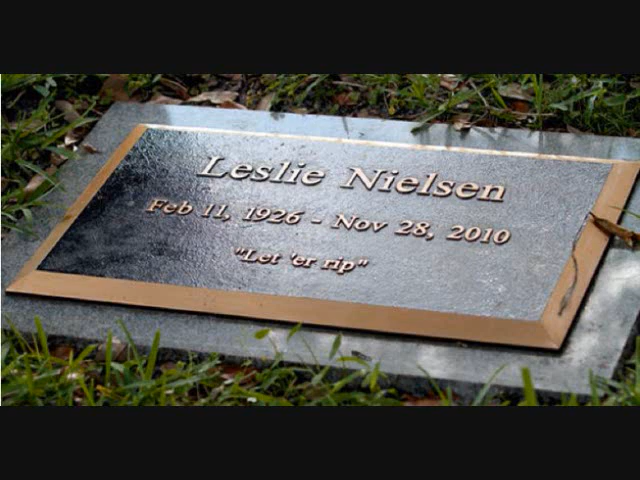 Leslie Nielsen
Feb 11, 1926 - Nov 28, 2010
"Let 'er rip"